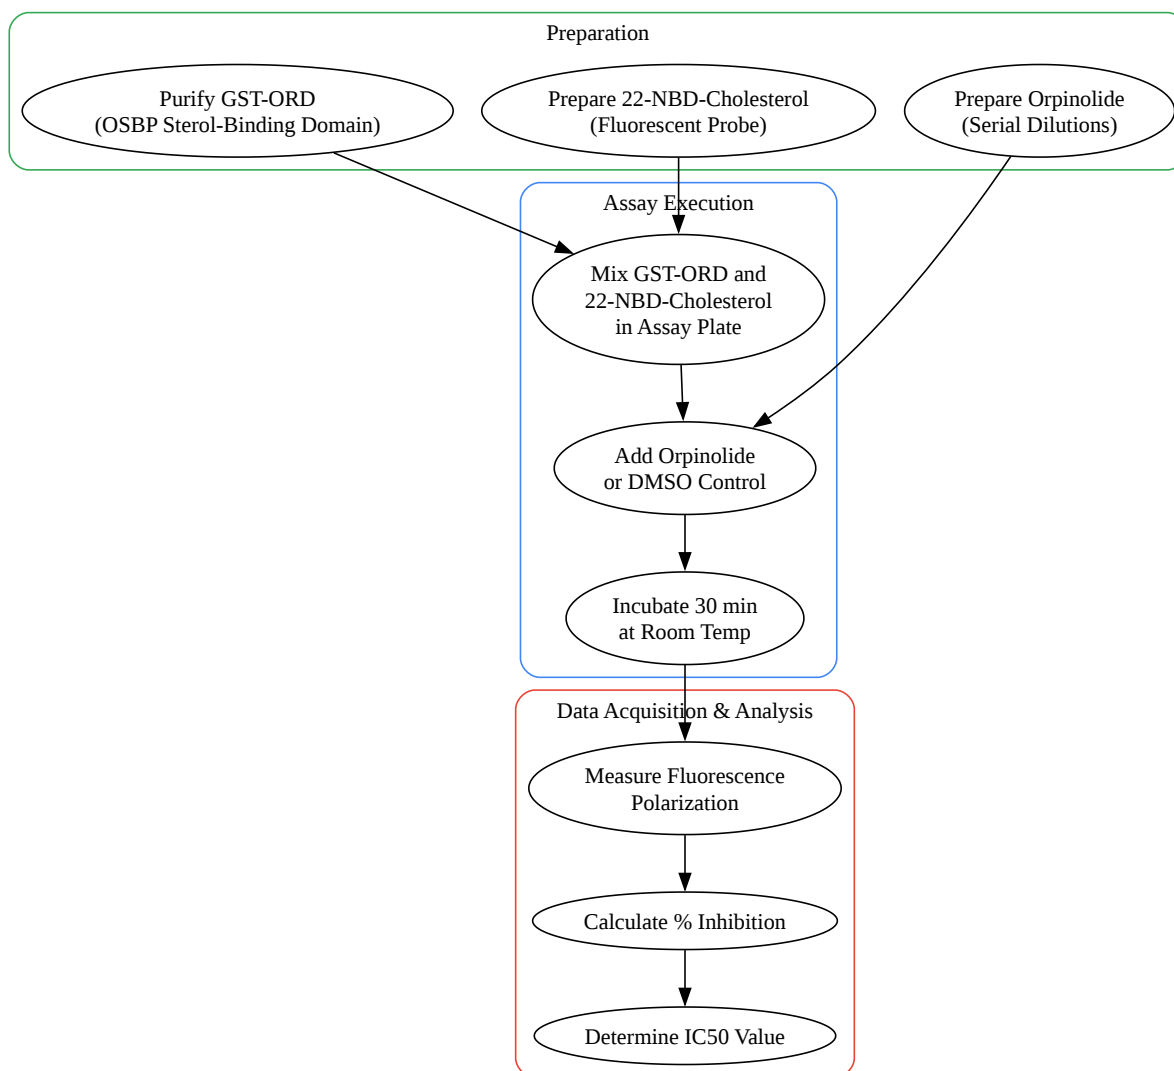 Preparation
Purify GST-ORD
(OSBP Sterol-Binding Domain)
Prepare 22-NBD-Cholesterol
(Fluorescent Probe)
Prepare Orpinolide
(Serial Dilutions)
Assay Execution
Mix GST-ORD and
22-NBD-Cholesterol
in Assay Plate
Add Orpinolide
or DMSO Control
Incubate 30 min
at Room Temp
Data Acquisition & Analysis
Measure Fluorescence
Polarization
Calculate % Inhibition
Determine IC50 Value